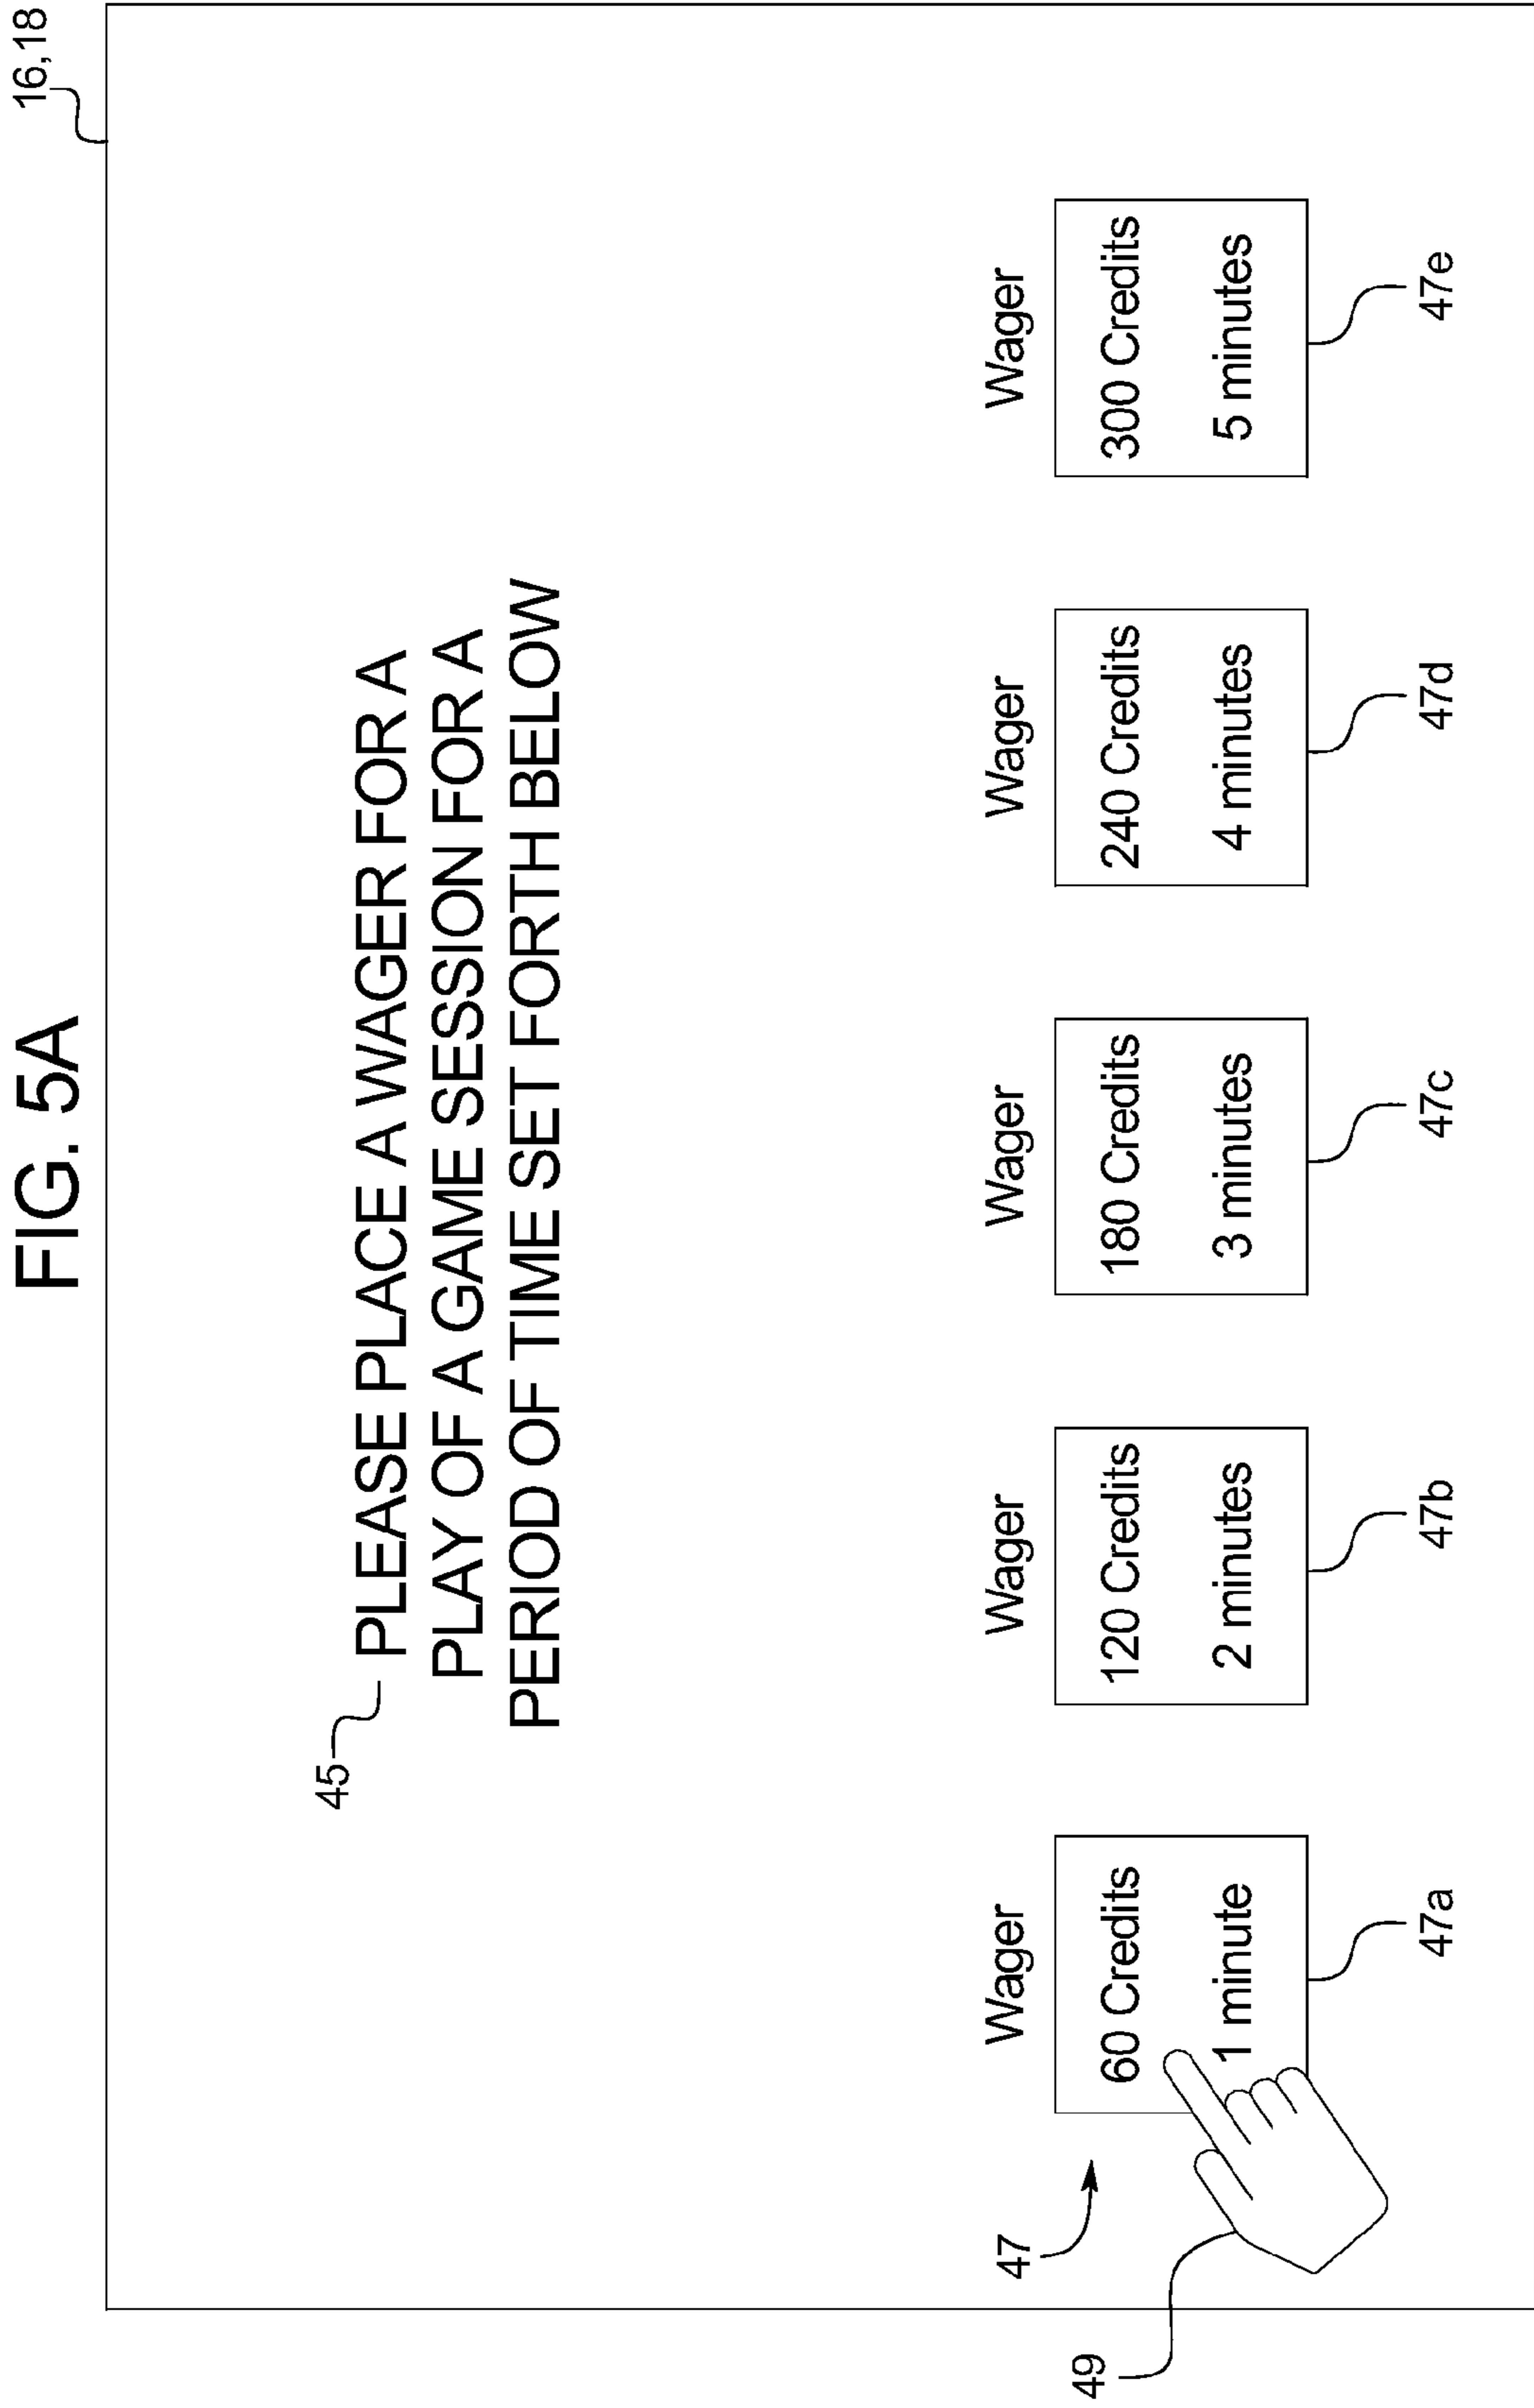 FIG. 5A
16,18
45
PLEASE PLACE A WAGER FOR A
PLAY OF A GAME SESSION FOR A
PERIOD OF TIME SET FORTH BELOW
47
49
Wager
60 Credits
1 minute
47a
Wager
120 Credits
2 minutes
47b
Wager
180 Credits
3 minutes
47c
Wager
240 Credits
4 minutes
47d
Wager
300 Credits
5 minutes
47e